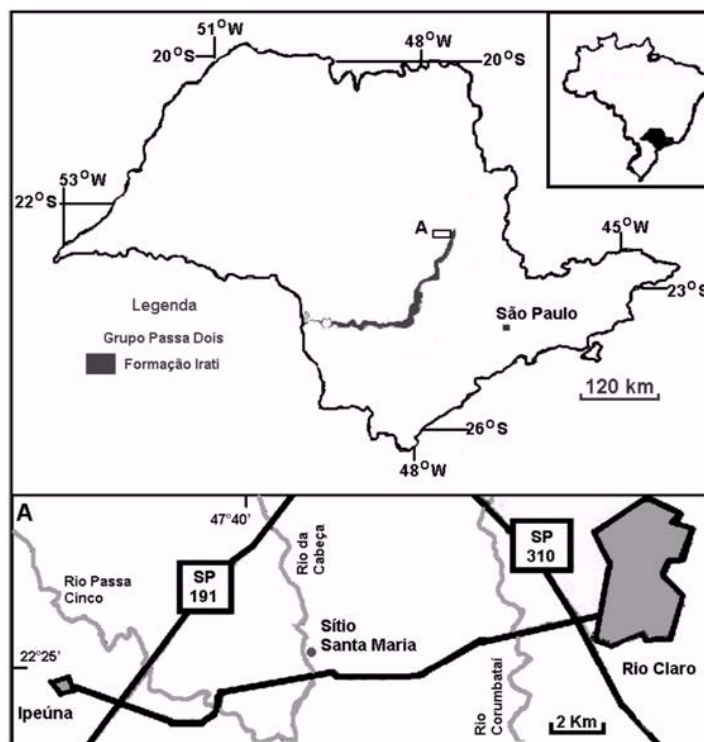 51°W
20°S
48°W
20°S
53°W
22°S
A
45°W
23°S
Legenda
Grupo Passa Dois
Formação Irati
São Paulo
120 km
26°S
48°W
A
47°40'
Rio Passa
Cinco
SP
191
Rio da
Cabeça
SP
310
Sítio
Santa Maria
22°25'
Ipeúna
Rio
Corumbataí
Rio Claro
2 Km